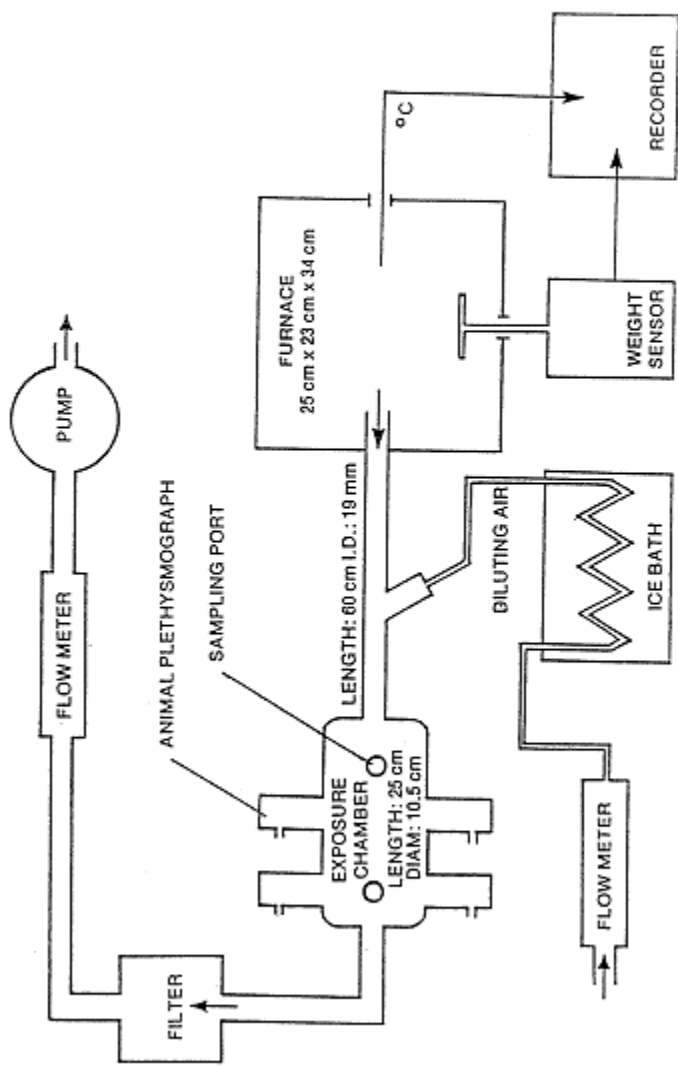 PUMP
FLOW METER
ANIMAL PLETHYSMOGRAPH
SAMPLING PORT
FILTER
EXPOSURE
CHAMBER
LENGTH: 25 cm
DIAM: 10.5 cm
LENGTH: 60 cm I.D.: 19 mm
FURNACE
25 cm x 23 cm x 34 cm
°C
RECORDER
WEIGHT
SENSOR
DILUTING AIR
ICE BATH
FLOW METER